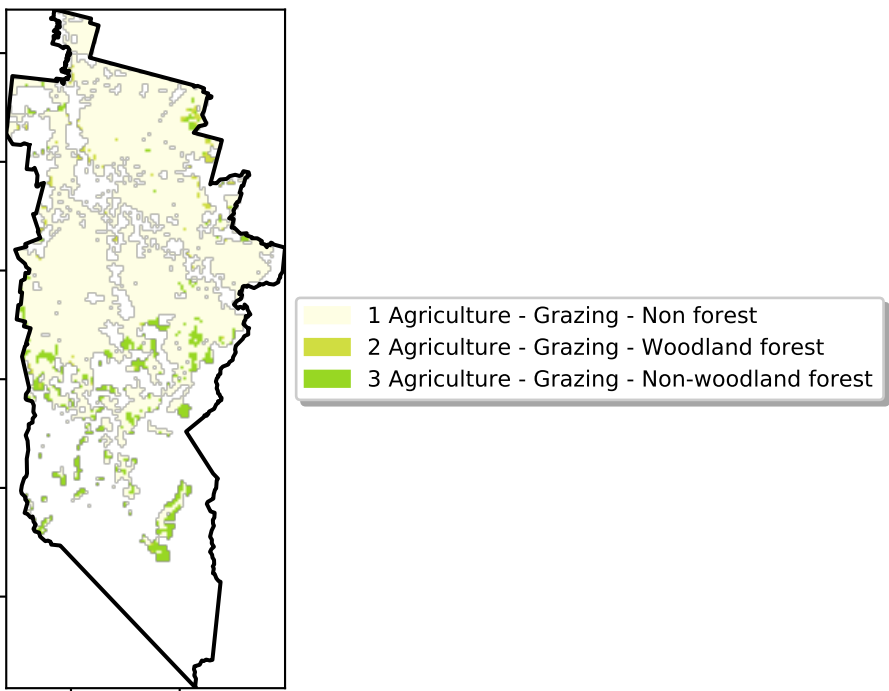 1 Agriculture - Grazing - Non forest
2 Agriculture - Grazing - Woodland forest
3 Agriculture - Grazing - Non-woodland forest